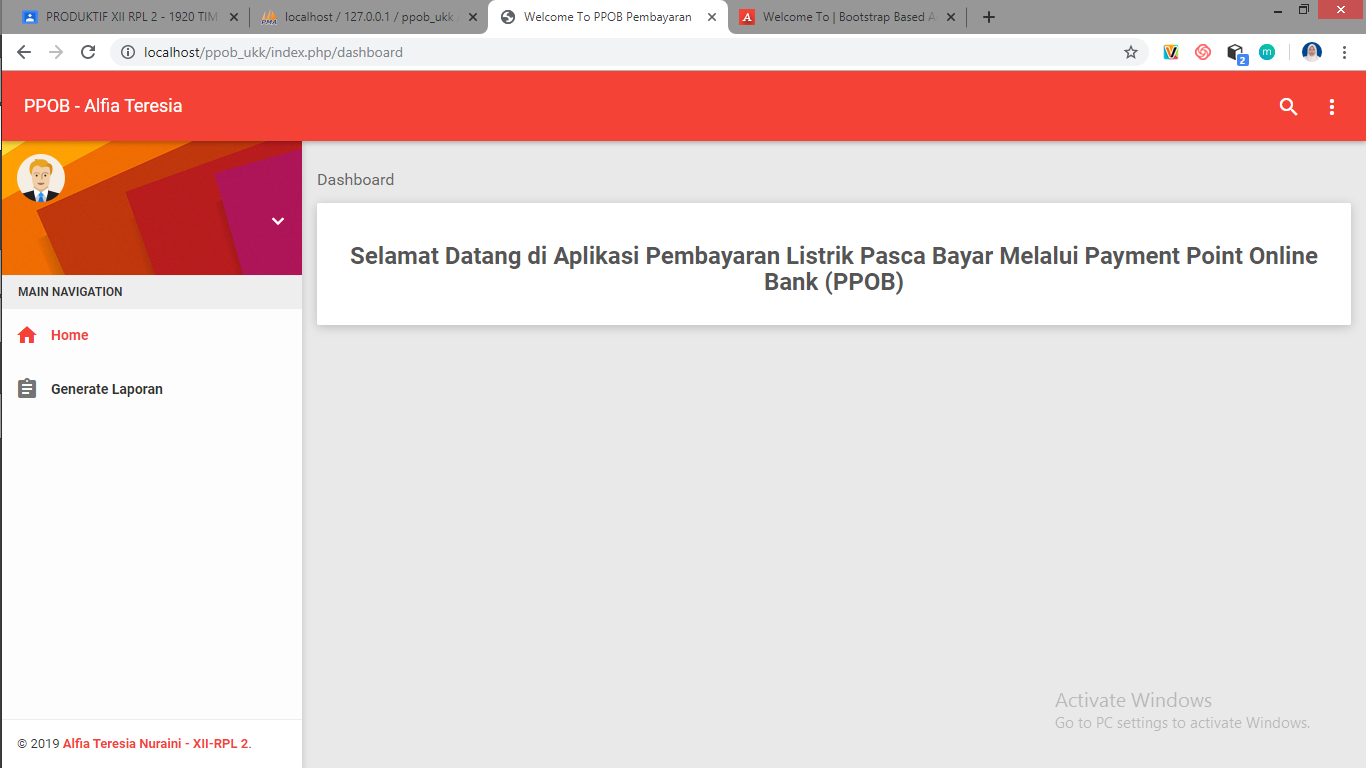 PRODUKTIF XII RPL 2 - 1920 TIM
localhost / 127.0.0.1 / ppob_ukk
Welcome To PPOB Pembayaran
Welcome To | Bootstrap Based A
localhost/ppob_ukk/index.php/dashboard
2
m
PPOB - Alfia Teresia
Dashboard
Selamat Datang di Aplikasi Pembayaran Listrik Pasca Bayar Melalui Payment Point Online
Bank (PPOB)
MAIN NAVIGATION
Home
Generate Laporan
Activate Windows
Go to PC settings to activate Windows.
© 2019 Alfia Teresia Nuraini - XII-RPL 2.